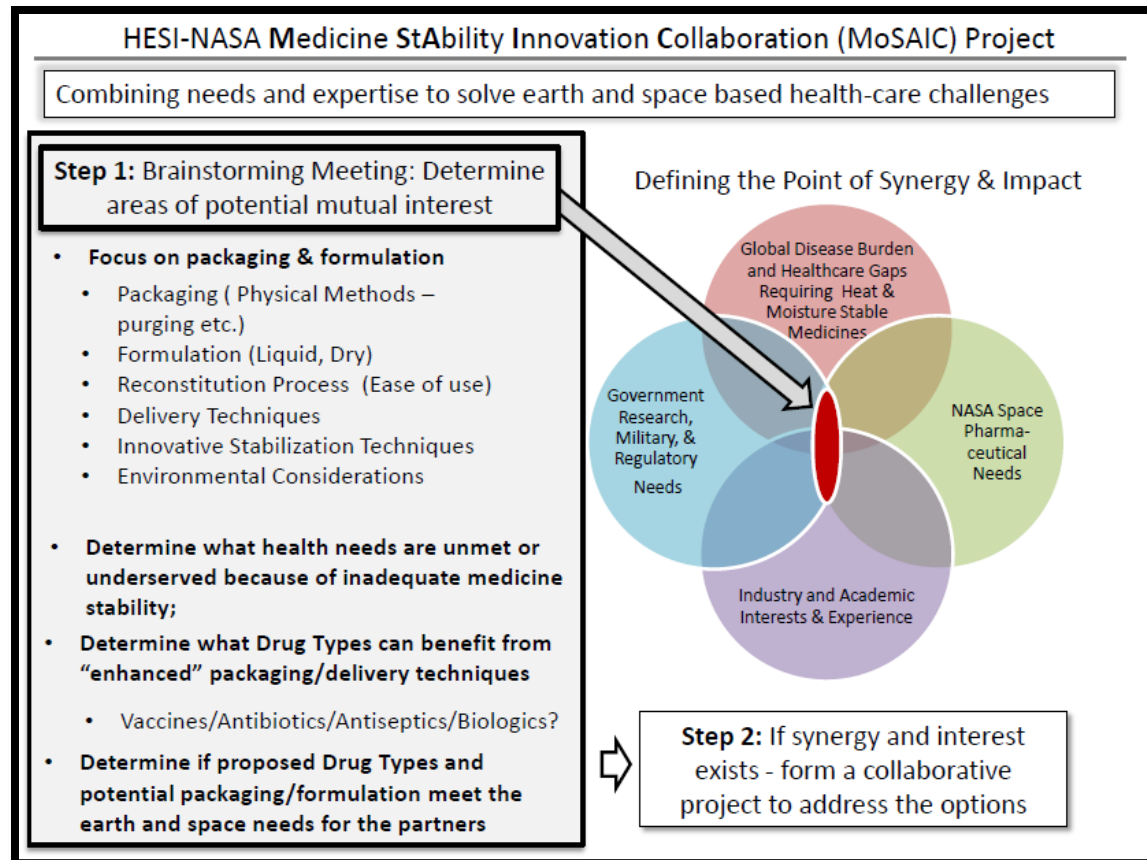 HESI-NASA Medicine StAbility Innovation Collaboration (MoSAIC) Project
Combining needs and expertise to solve earth and space based health-care challenges
Step 1: Brainstorming Meeting: Determine
areas of potential mutual interest
• Focus on packaging & formulation
• Packaging ( Physical Methods –
purging etc.)
• Formulation (Liquid, Dry)
• Reconstitution Process (Ease of use)
• Delivery Techniques
• Innovative Stabilization Techniques
• Environmental Considerations
• Determine what health needs are unmet or
underserved because of inadequate medicine
stability;
• Determine what Drug Types can benefit from
“enhanced” packaging/delivery techniques
• Vaccines/Antibiotics/Antiseptics/Biologics?
• Determine if proposed Drug Types and
potential packaging/formulation meet the
earth and space needs for the partners
Defining the Point of Synergy & Impact
Global Disease Burden
and Healthcare Gaps
Requiring Heat &
Moisture Stable
Medicines
Government
Research,
Military, &
Regulatory
Needs
NASA Space
Pharma-
ceutical
Needs
Industry and Academic
Interests & Experience
Step 2: If synergy and interest
exists - form a collaborative
project to address the options